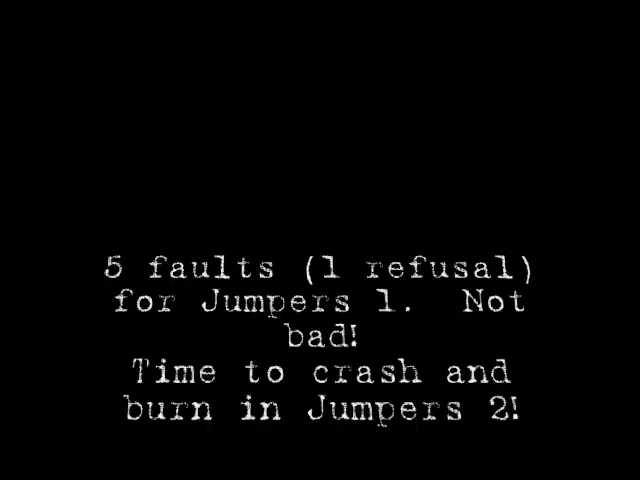 5 faults (1 refusal)
for Jumpers 1.  Not
bad!
Time to crash and
burn in Jumpers 2!